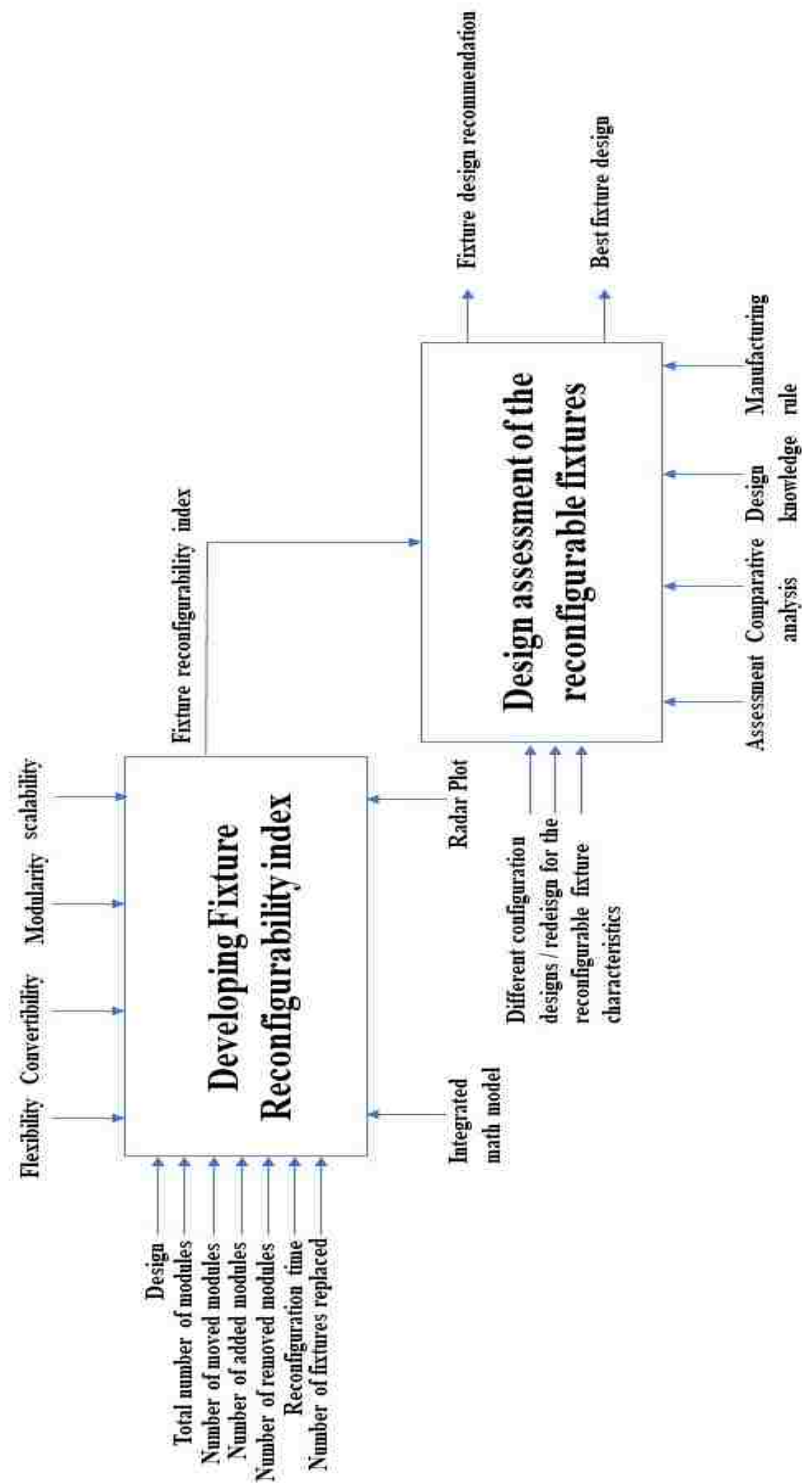 Flexibility Convertibility Modularity scalability
Design
Total number of modules
Number of moved modules
Number of added modules
Number of removed modules
Reconfiguration time
Number of fixtures replaced
Developing Fixture
Reconfigurability index
Integrated
math model
Radar Plot
Fixture reconfigurability index
Different configuration
designs / redeisgn for the
reconfigurable fixture
characteristics
Design assessment of the
reconfigurable fixtures
Assessment Comparative Design Manufacturing
analysis knowledge rule
Fixture design recommendation
Best fixture design